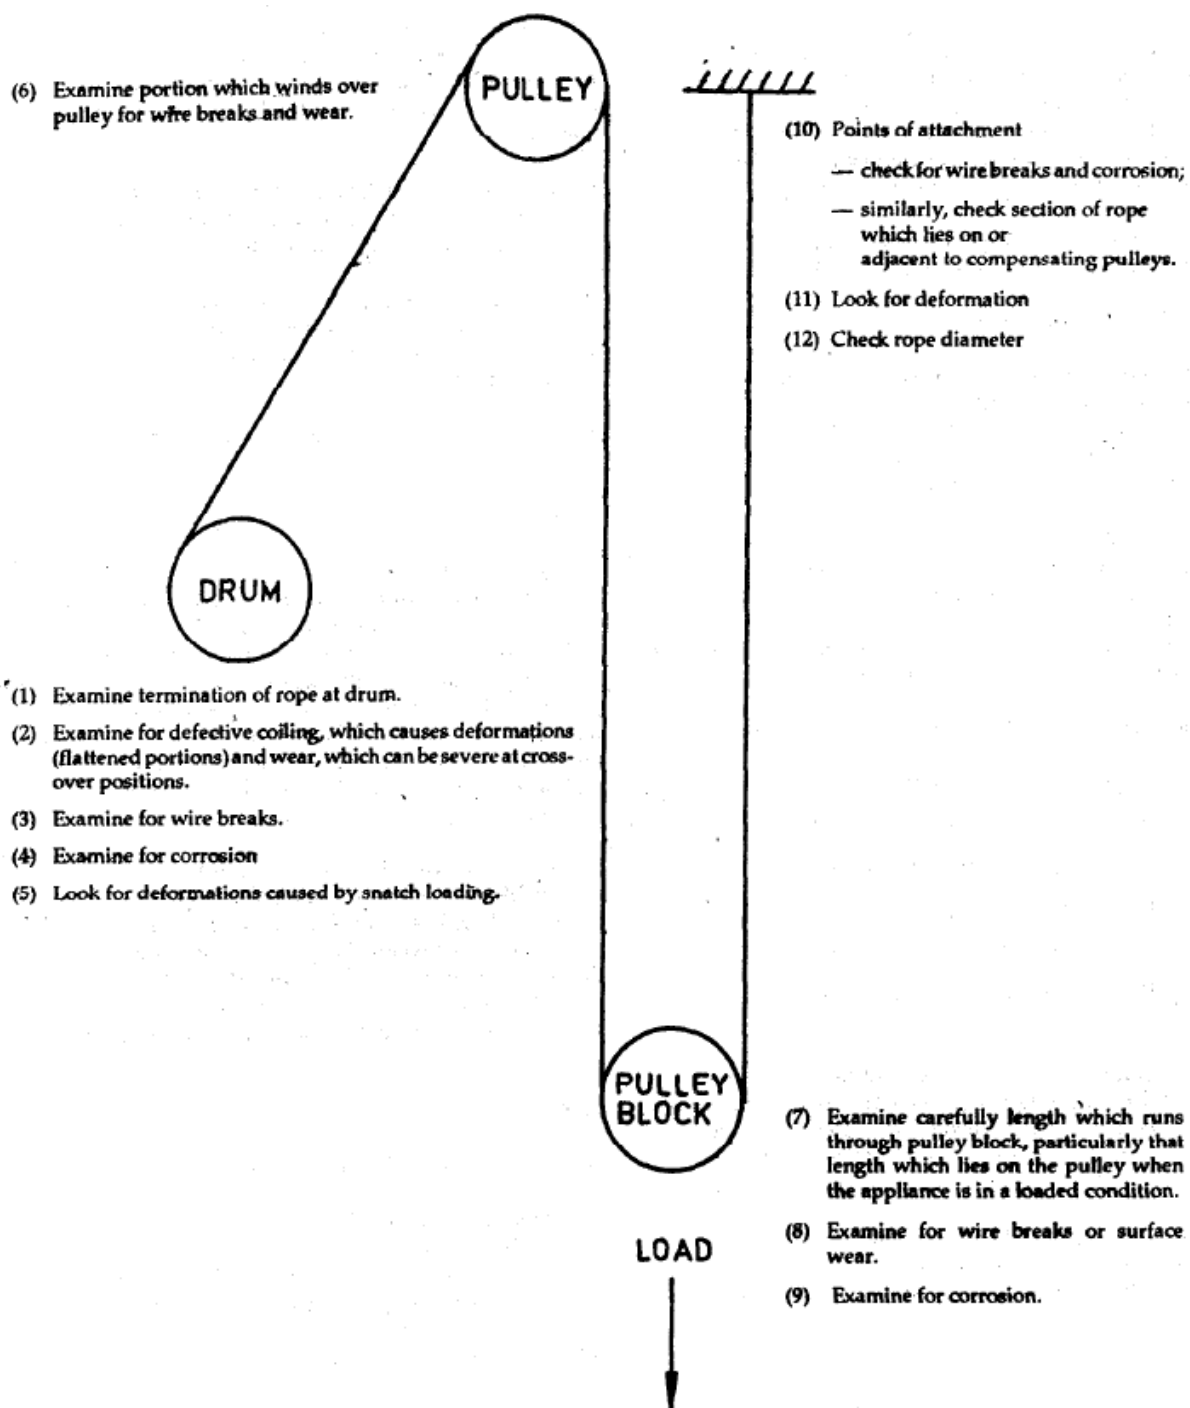 (6) Examine portion which winds over
pulley for wire breaks and wear.
PULLEY
(10) Points of attachment
— check for wire breaks and corrosion;
— similarly, check section of rope
which lies on or
adjacent to compensating pulleys.
(11) Look for deformation
(12) Check rope diameter
DRUM
(1) Examine termination of rope at drum.
(2) Examine for defective coiling, which causes deformations
(flattened portions) and wear, which can be severe at cross-
over positions.
(3) Examine for wire breaks.
(4) Examine for corrosion
(5) Look for deformations caused by snatch loading.
PULLEY
BLOCK
(7) Examine carefully length which runs
through pulley block, particularly that
length which lies on the pulley when
the appliance is in a loaded condition.
(8) Examine for wire breaks or surface
wear.
(9) Examine for corrosion.
LOAD